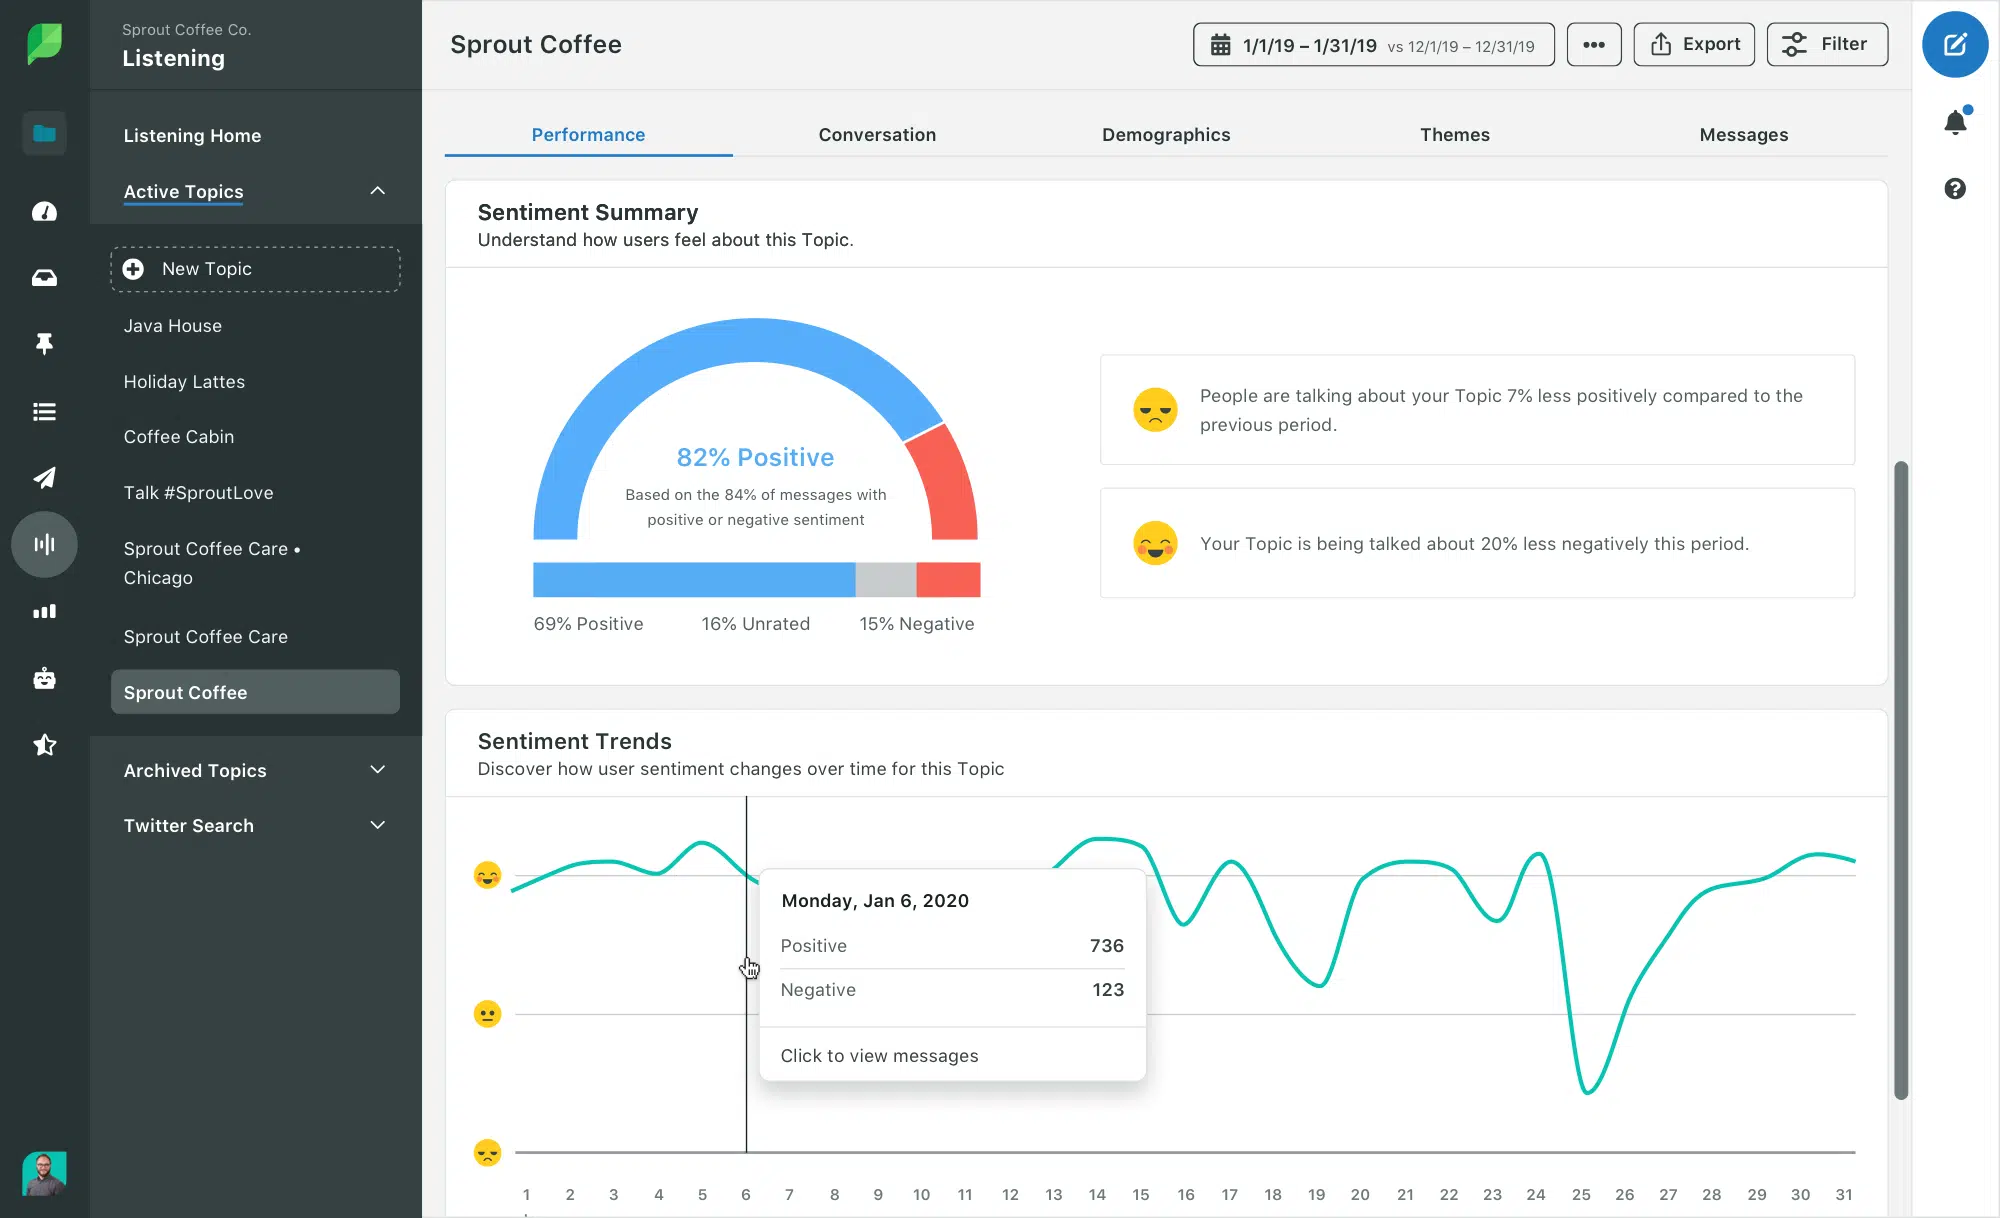 Sprout Coffee Co.
Listening
Listening Home
Active Topics
New Topic
Java House
Holiday Lattes
Coffee Cabin
Talk #SproutLove
Sprout Coffee Care •
Chicago
Sprout Coffee Care
Sprout Coffee
Archived Topics
Twitter Search
Sprout Coffee
1/1/19 – 1/31/19 vs 12/1/19 – 12/31/19
Export
Filter
Performance
Conversation
Demographics
Themes
Messages
Sentiment Summary
Understand how users feel about this Topic.
82% Positive
Based on the 84% of messages with
positive or negative sentiment
69% Positive
16% Unrated
15% Negative
People are talking about your Topic 7% less positively compared to the
previous period.
Your Topic is being talked about 20% less negatively this period.
Sentiment Trends
Discover how user sentiment changes over time for this Topic
Monday, Jan 6, 2020
Positive 736
Negative 123
Click to view messages
1 2 3 4 5 6 7 8 9 10 11 12 13 14 15 16 17 18 19 20 21 22 23 24 25 26 27 28 29 30 31